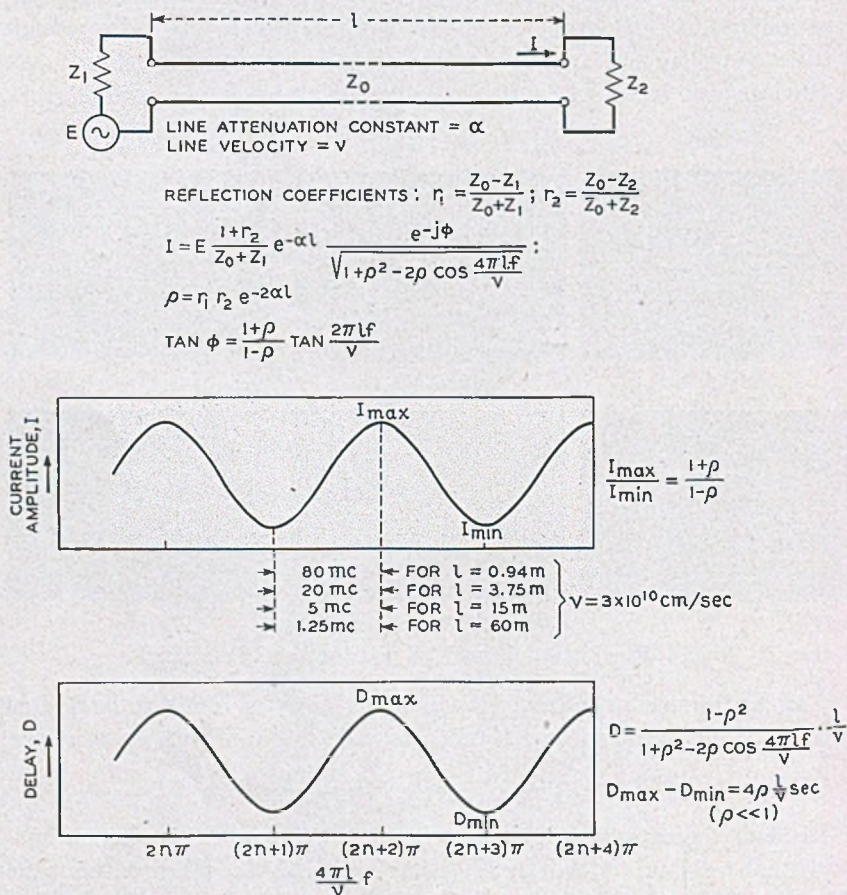 l
I
Z1
Z0
Z2
E
LINE ATTENUATION CONSTANT = α
LINE VELOCITY = v
REFLECTION COEFFICIENTS: r1 = (Z0-Z1)/(Z0+Z1); r2 = (Z0-Z2)/(Z0+Z2)
I = E (1+r2)/(Z0+Z1) e^-αl e^-jφ/√(1+ρ²-2ρ cos (4πlf/v)):
ρ = r1 r2 e^-2αl
TAN φ = (1+ρ)/(1-ρ) TAN (2πlf/v)
CURRENT AMPLITUDE, I
Imax
Imin
Imax/Imin = (1+ρ)/(1-ρ)
80 mc FOR l = 0.94m
20 mc FOR l = 3.75m
5 mc FOR l = 15m
1.25mc FOR l = 60m
v = 3×10^10 cm/sec
DELAY, D
Dmax
Dmin
D = (1-ρ²)/(1+ρ²-2ρ cos (4πlf/v)) · l/v
Dmax - Dmin = 4ρ l/v sec
(ρ<<1)
2nπ (2n+1)π (2n+2)π (2n+3)π (2n+4)π
4πl/v f